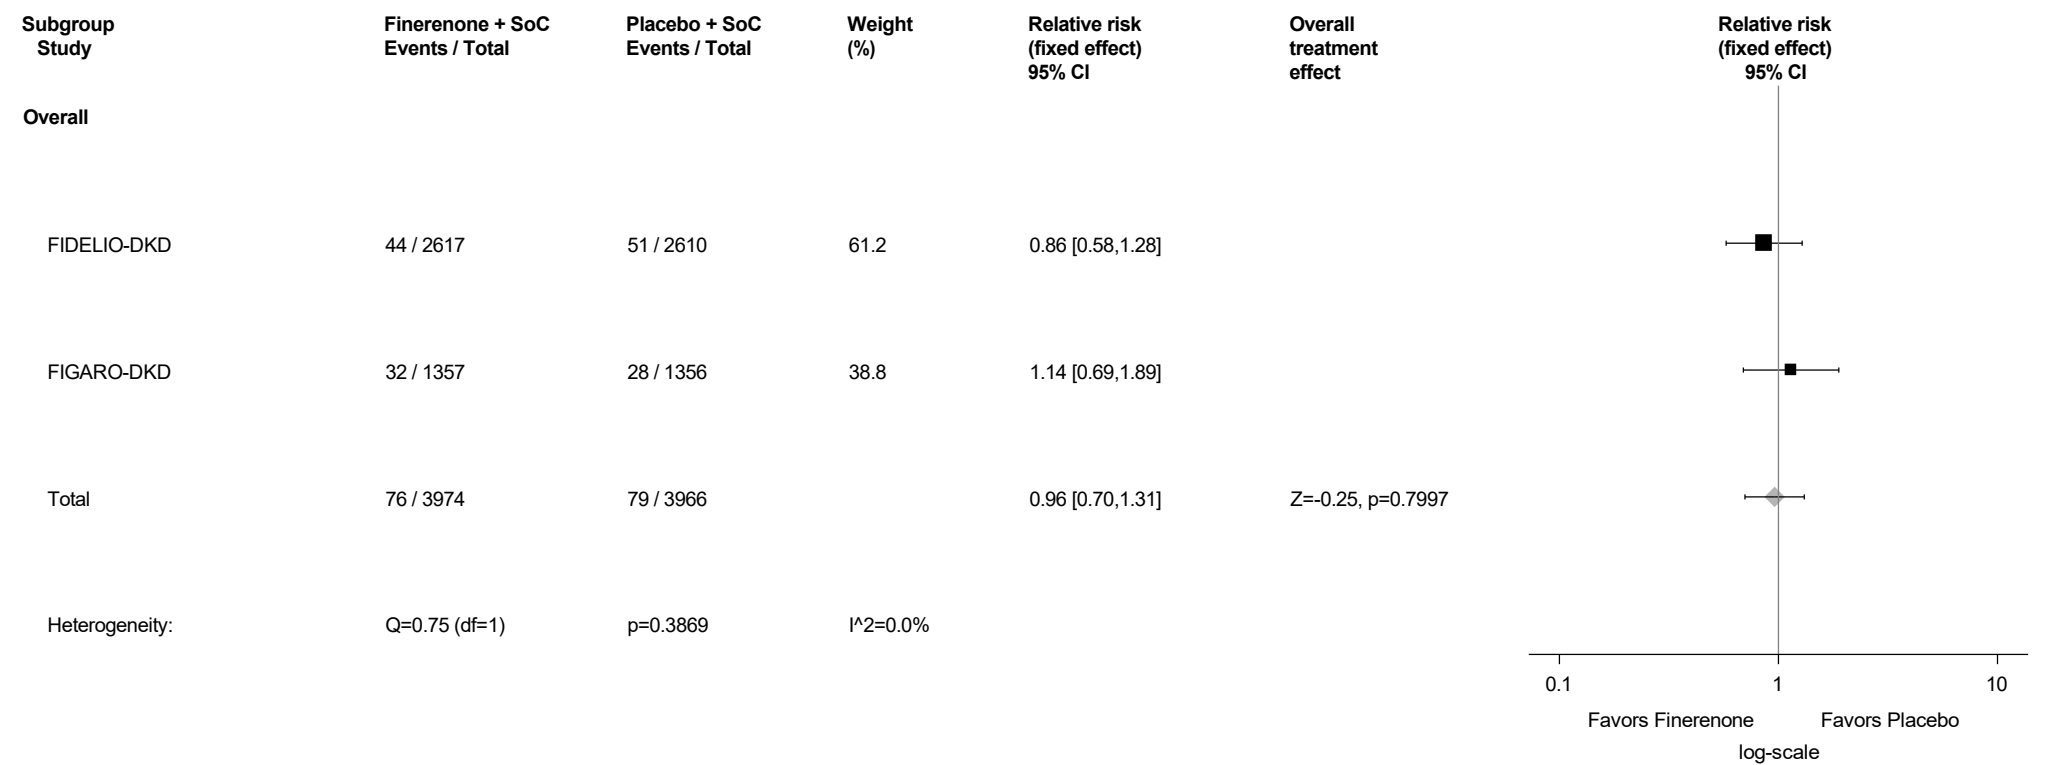 Subgroup Finerenone + SoC Placebo + SoC Weight Relative risk Overall Relative risk
Study Events / Total Events / Total (%) (fixed effect) treatment (fixed effect)
95% CI effect 95% CI
Overall
FIDELIO-DKD 44 / 2617 51 / 2610 61.2 0.86 [0.58,1.28]
FIGARO-DKD 32 / 1357 28 / 1356 38.8 1.14 [0.69,1.89]
Total 76 / 3974 79 / 3966 0.96 [0.70,1.31] Z=-0.25, p=0.7997
Heterogeneity: Q=0.75 (df=1) p=0.3869 I^2=0.0%
0.1 1 10
Favors Finerenone Favors Placebo
log-scale